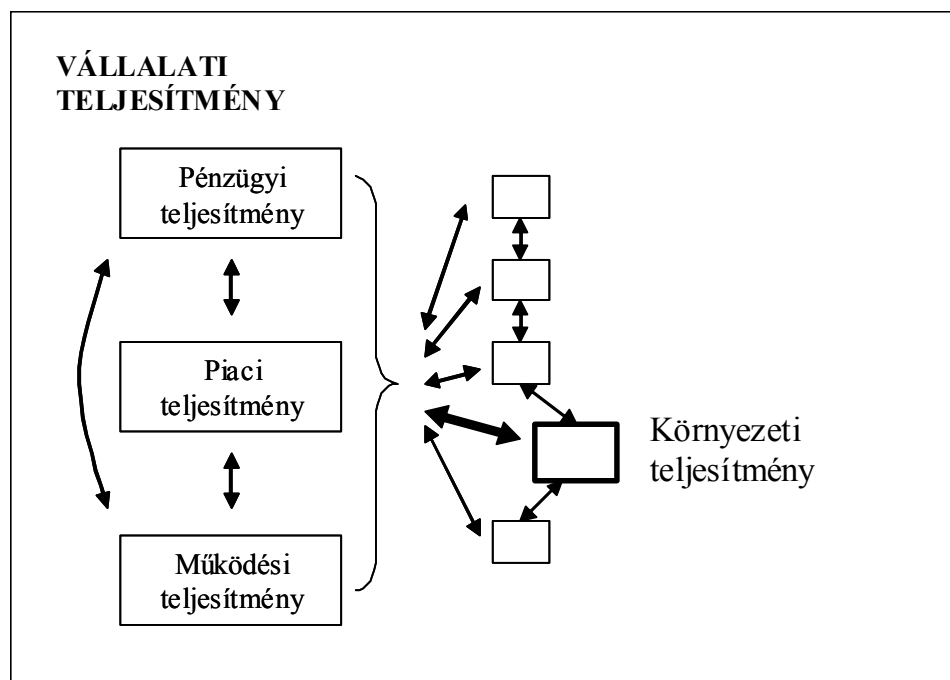 VÁLLALATI
TELJESÍTMÉNY
Pénzügyi
teljesítmény
Piaci
teljesítmény
Működési
teljesítmény
Környezeti
teljesítmény